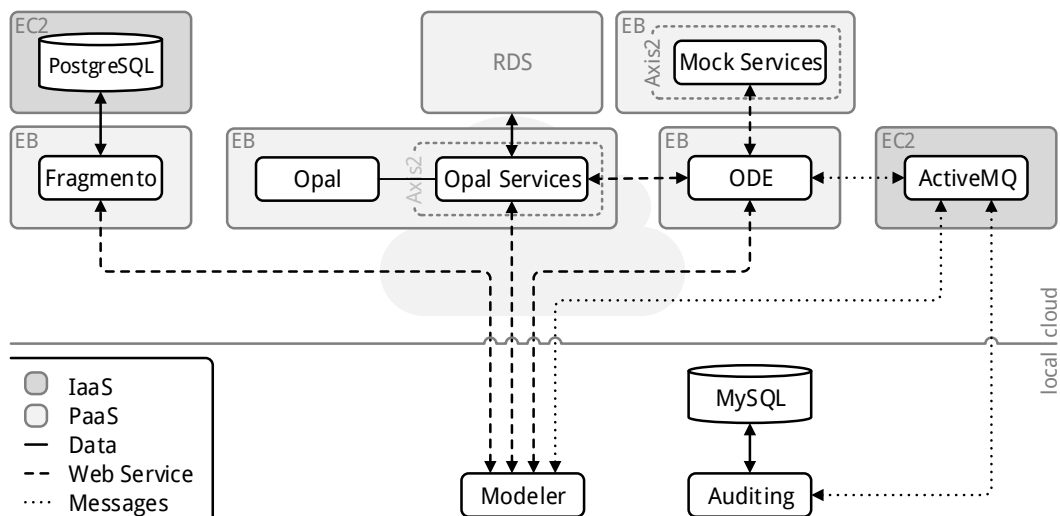 EC2
PostgreSQL
RDS
EB
Axis2
Mock Services
EB
Fragmento
EB
Opal
Axis2
Opal Services
EB
ODE
EC2
ActiveMQ
cloud
local
IaaS
PaaS
Data
Web Service
Messages
MySQL
Modeler
Auditing